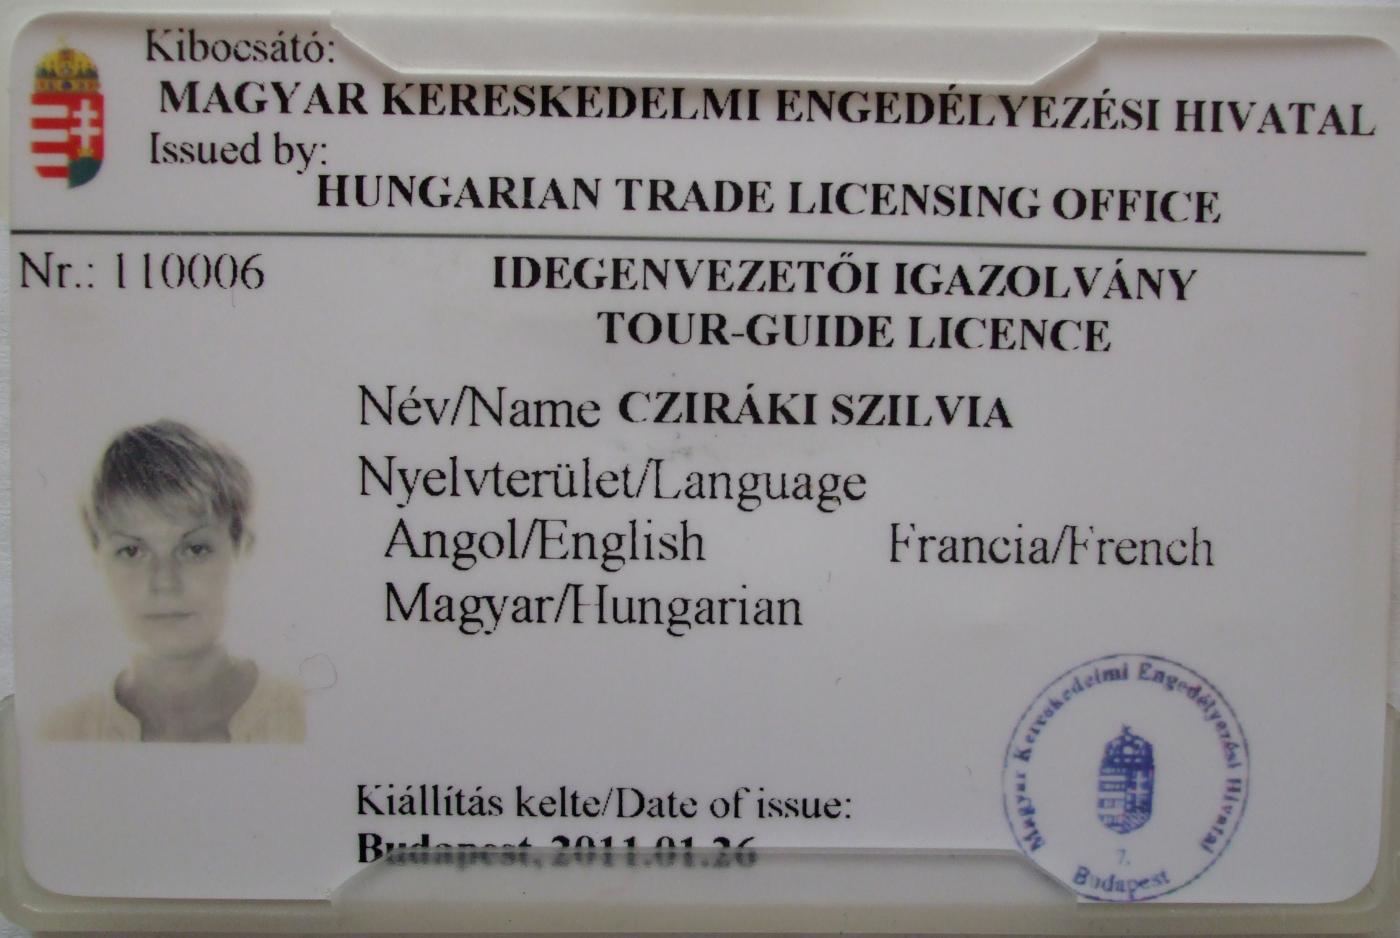 Kibocsátó:
MAGYAR KERESKEDELMI ENGEDÉLYEZÉSI HIVATAL
Issued by:
HUNGARIAN TRADE LICENSING OFFICE
Nr.: 110006
IDEGENVEZETŐI IGAZOLVÁNY
TOUR-GUIDE LICENCE
Név/Name CZIRÁKI SZILVIA
Nyelvterület/Language
Angol/English Francia/French
Magyar/Hungarian
Kiállítás kelte/Date of issue:
Budapest, 2011.01.26
Magyar Kereskedelmi Engedélyezési Hivatal
7.
Budapest